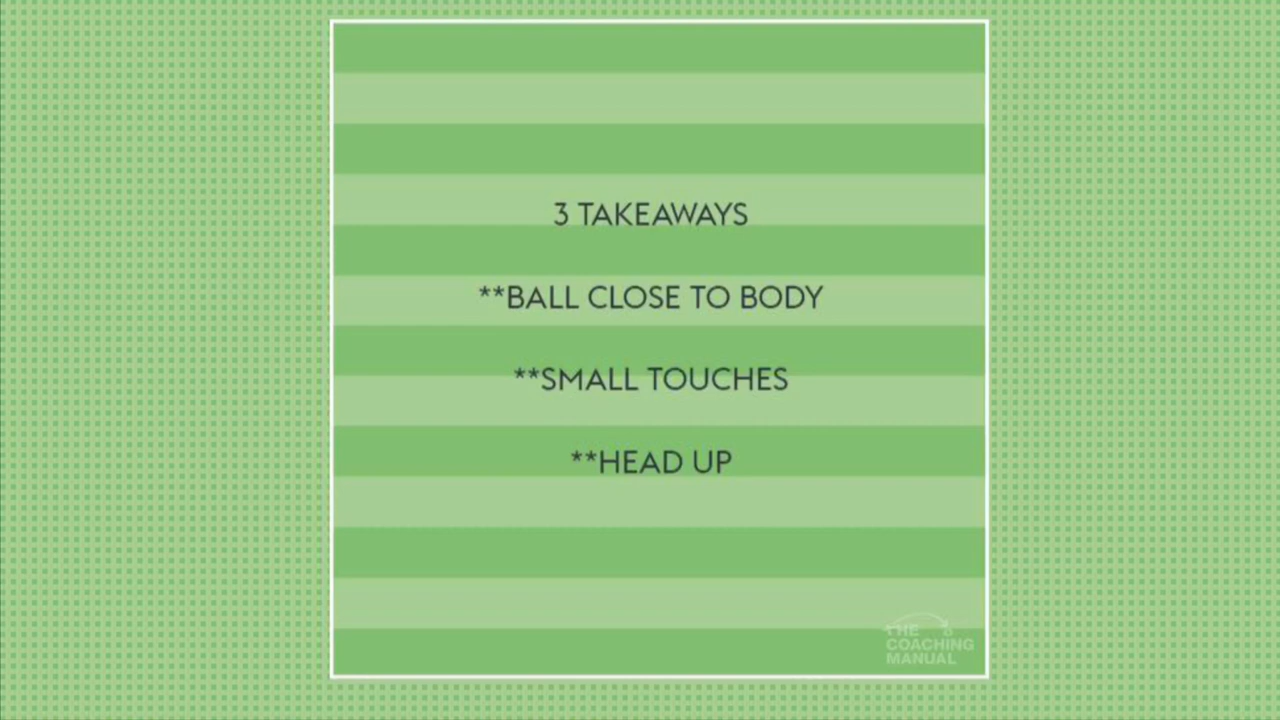 3 TAKEAWAYS
**BALL CLOSE TO BODY
**SMALL TOUCHES
**HEAD UP
THE
COACHING
MANUAL